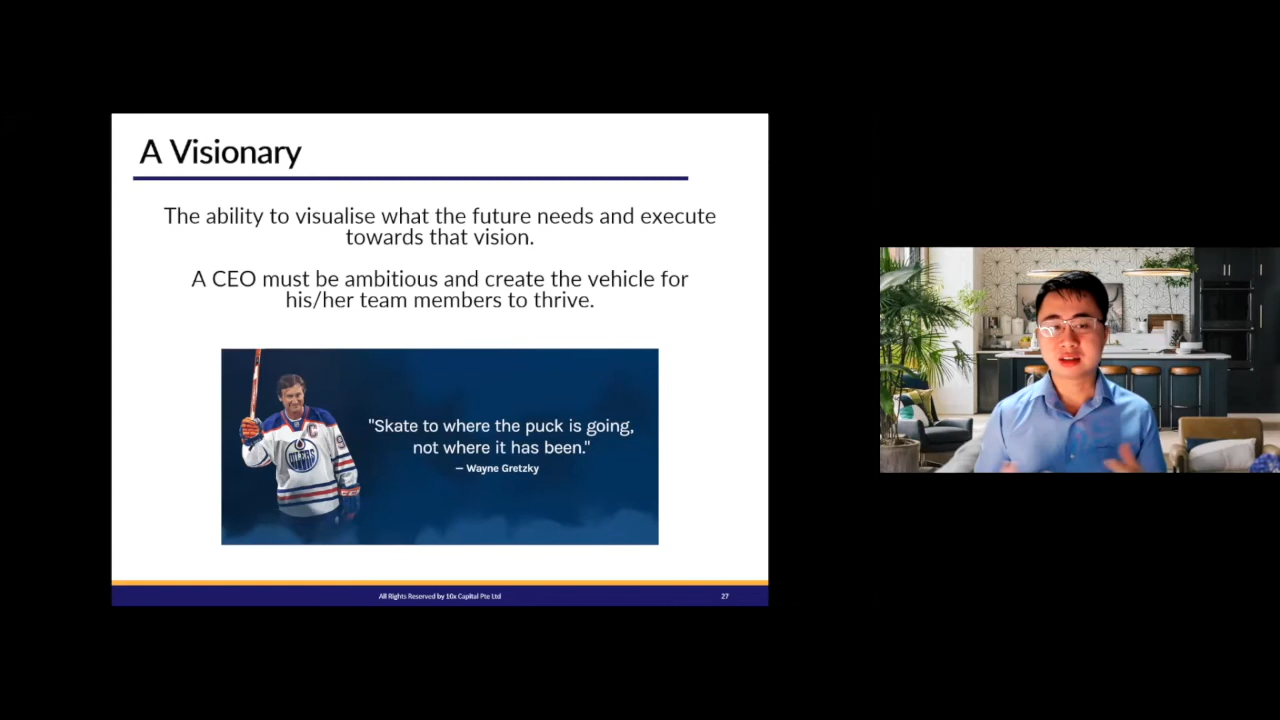 A Visionary
The ability to visualise what the future needs and execute
towards that vision.
A CEO must be ambitious and create the vehicle for
his/her team members to thrive.
"Skate to where the puck is going,
not where it has been."
— Wayne Gretzky
OILERS
C
9
All Rights Reserved by 10x Capital Pte Ltd
27